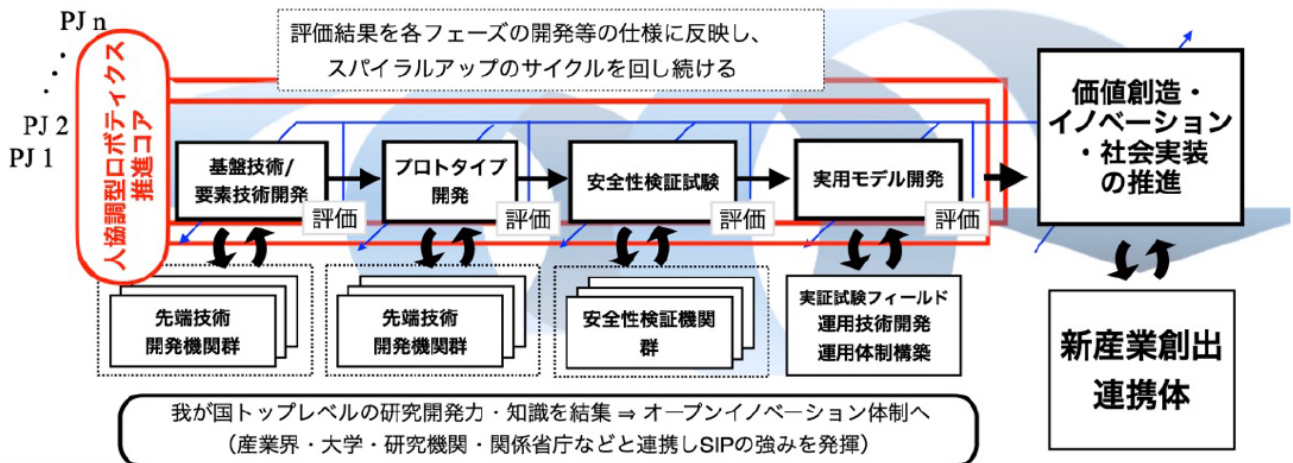 PJ n
PJ 2
PJ 1
人協調型ロボティクス
推進コア
評価結果を各フェーズの開発等の仕様に反映し、
スパイラルアップのサイクルを回し続ける
基盤技術/
要素技術開発
評価
プロトタイプ
開発
評価
安全性検証試験
評価
実用モデル開発
評価
価値創造・
イノベーション
・社会実装
の推進
先端技術
開発機関群
先端技術
開発機関群
安全性検証機関
群
実証試験フィールド
運用技術開発
運用体制構築
新産業創出
連携体
我が国トップレベルの研究開発力・知識を結集 ⇒ オープンイノベーション体制へ
（産業界・大学・研究機関・関係省庁などと連携しSIPの強みを発揮）